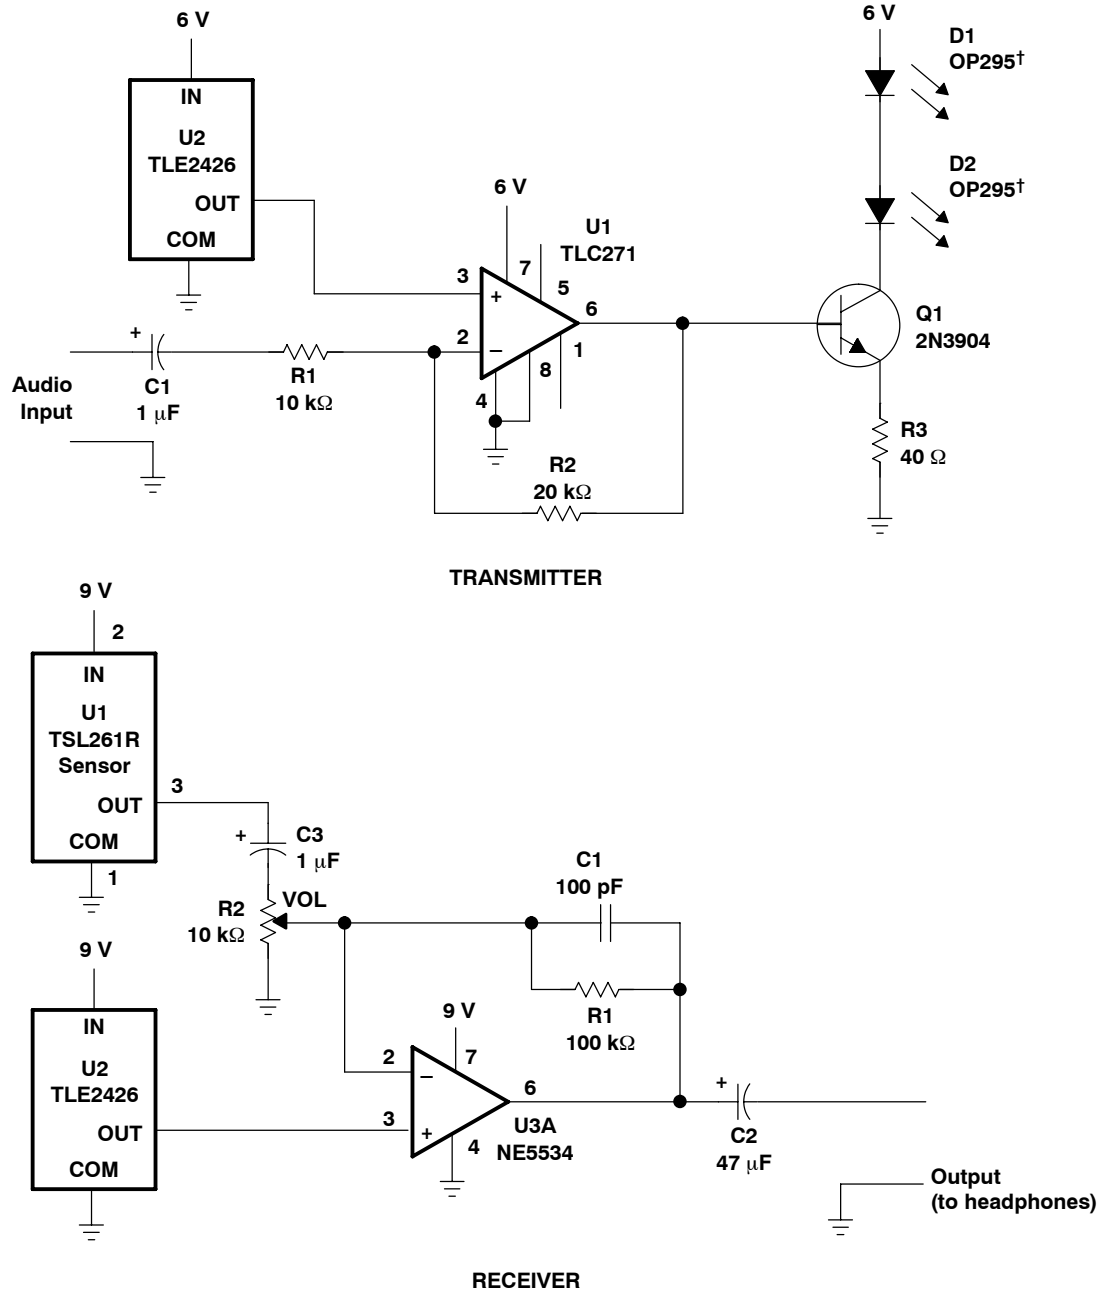 6 V
IN
U2
TLE2426
OUT
COM
+
C1
1 µF
Audio
Input
R1
10 kΩ
6 V
U1
TLC271
7
5
3
+
6
2
−
1
8
4
R2
20 kΩ
6 V
D1
OP295†
D2
OP295†
Q1
2N3904
R3
40 Ω
TRANSMITTER
9 V
2
IN
U1
TSL261R
Sensor
3
OUT
COM
1
+
C3
1 µF
R2
10 kΩ
VOL
C1
100 pF
R1
100 kΩ
9 V
IN
U2
TLE2426
OUT
COM
9 V
2
7
−
6
3
+
4
U3A
NE5534
+
C2
47 µF
Output
(to headphones)
RECEIVER